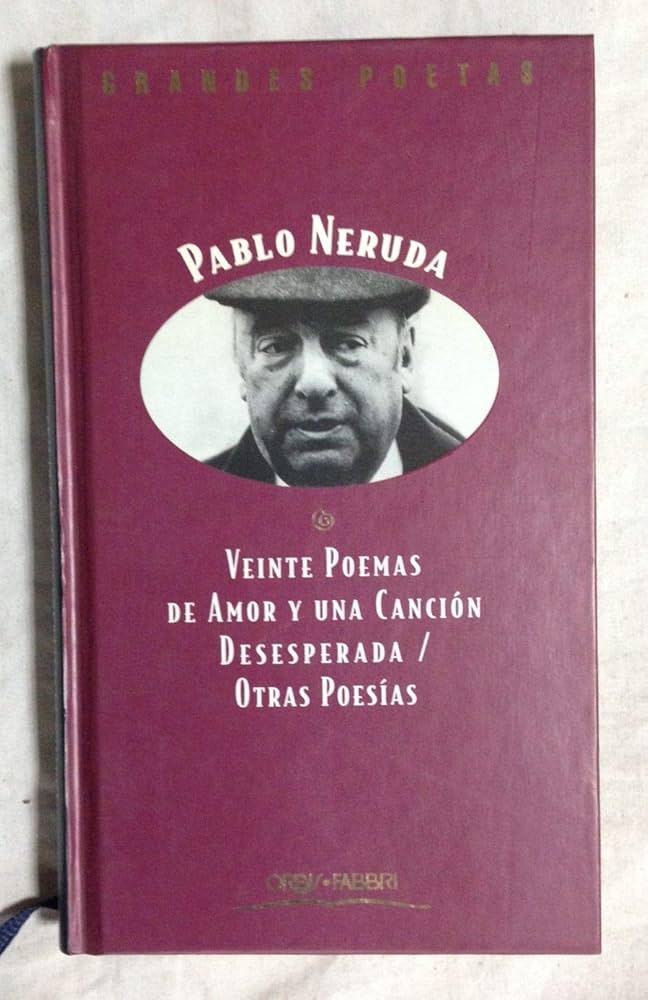 GRANDES POETAS
PABLO NERUDA
VEINTE POEMAS
DE AMOR Y UNA CANCIÓN
DESESPERADA /
OTRAS POESÍAS
ORBIS • FABBRI